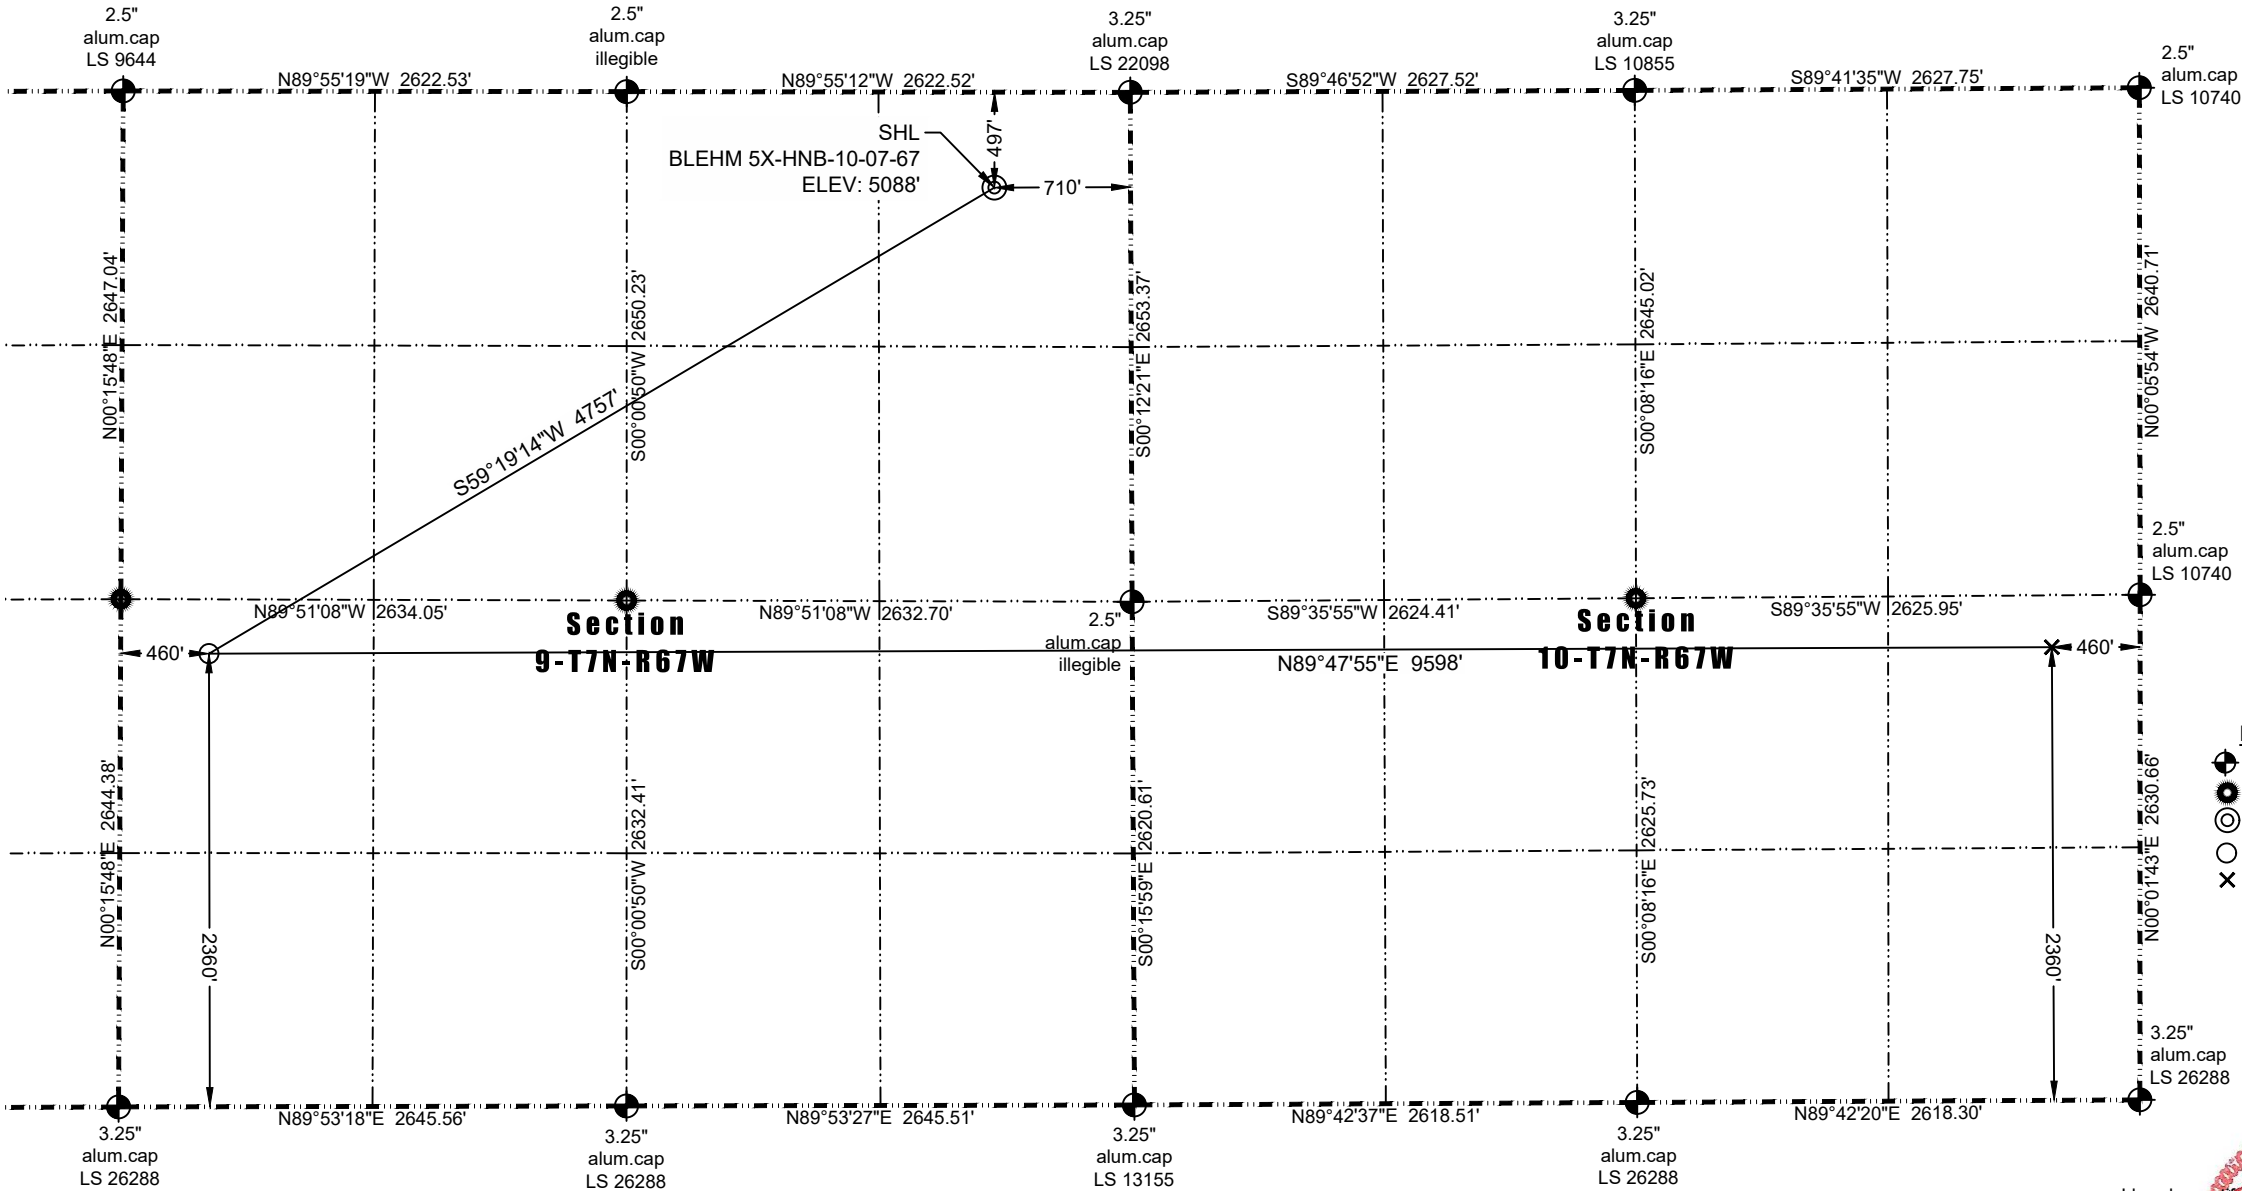 2.5"
alum.cap
LS 9644
2.5"
alum.cap
illegible
3.25"
alum.cap
LS 22098
3.25"
alum.cap
LS 10855
2.5"
alum.cap
LS 10740
N89°55'19"W 2622.53'
N89°55'12"W 2622.52'
S89°46'52"W 2627.52'
S89°41'35"W 2627.75'
SHL
BLEHM 5X-HNB-10-07-67
ELEV: 5088'
497'
710'
N00°15'48"E 2647.04'
S00°00'50"W 2650.23'
S00°12'21"E 2653.37'
S00°08'16"E 2645.02'
N00°05'54"W 2640.71'
S59°19'14"W 4757'
2.5"
alum.cap
LS 10740
N89°51'08"W 2634.05'
N89°51'08"W 2632.70'
S89°35'55"W 2624.41'
S89°35'55"W 2625.95'
Section
9-T7N-R67W
2.5"
alum.cap
illegible
Section
10-T7N-R67W
460'
N89°47'55"E 9598'
460'
N00°15'48"E 2644.38'
2360'
S00°00'50"W 2632.41'
S00°15'59"E 2620.61'
S00°08'16"E 2625.73'
2360'
N00°01'43"E 2630.66'
3.25"
alum.cap
LS 26288
N89°53'18"E 2645.56'
N89°53'27"E 2645.51'
N89°42'37"E 2618.51'
N89°42'20"E 2618.30'
3.25"
alum.cap
LS 26288
3.25"
alum.cap
LS 26288
3.25"
alum.cap
LS 13155
3.25"
alum.cap
LS 26288